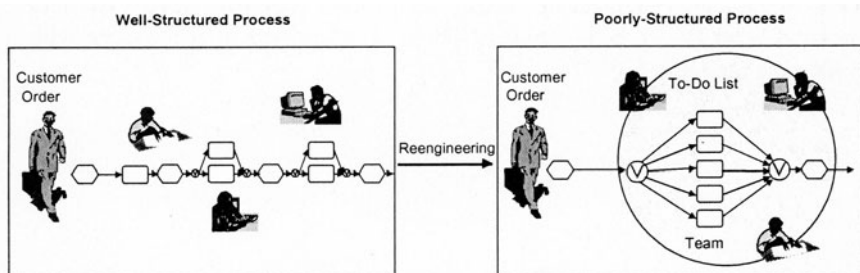 Well-Structured Process
Customer
Order
Reengineering
Poorly-Structured Process
Customer
Order
To-Do List
V
V
Team